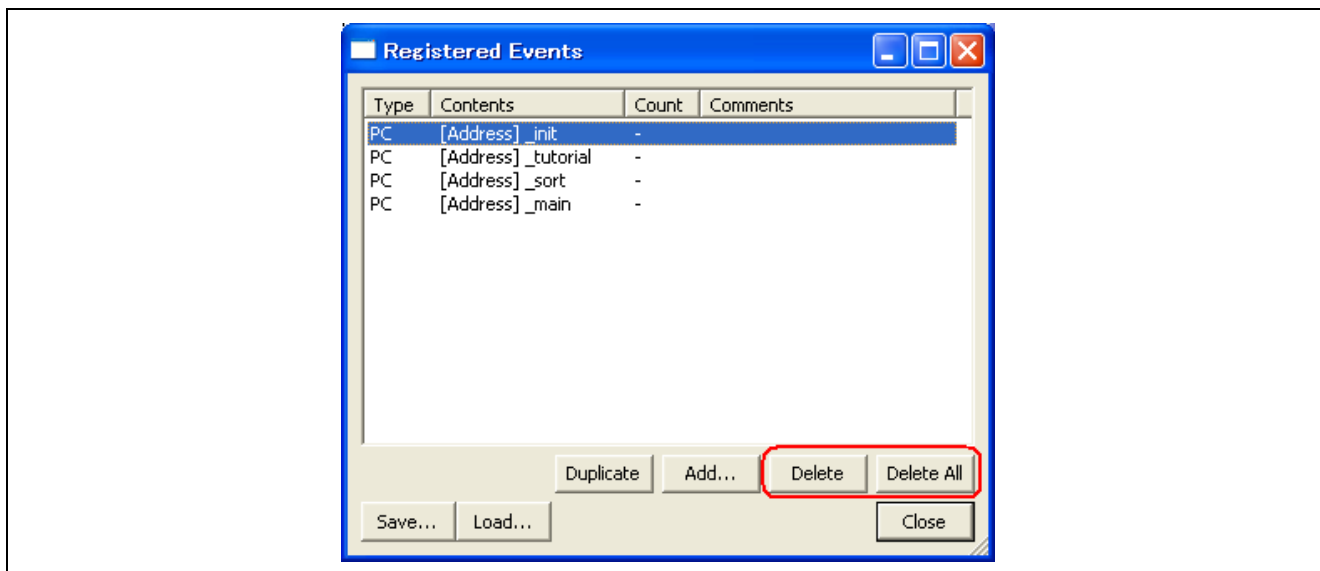 Registered Events
Type Contents Count Comments
PC [Address] _init -
PC [Address] _tutorial -
PC [Address] _sort -
PC [Address] _main -
Duplicate Add... Delete Delete All
Save... Load... Close